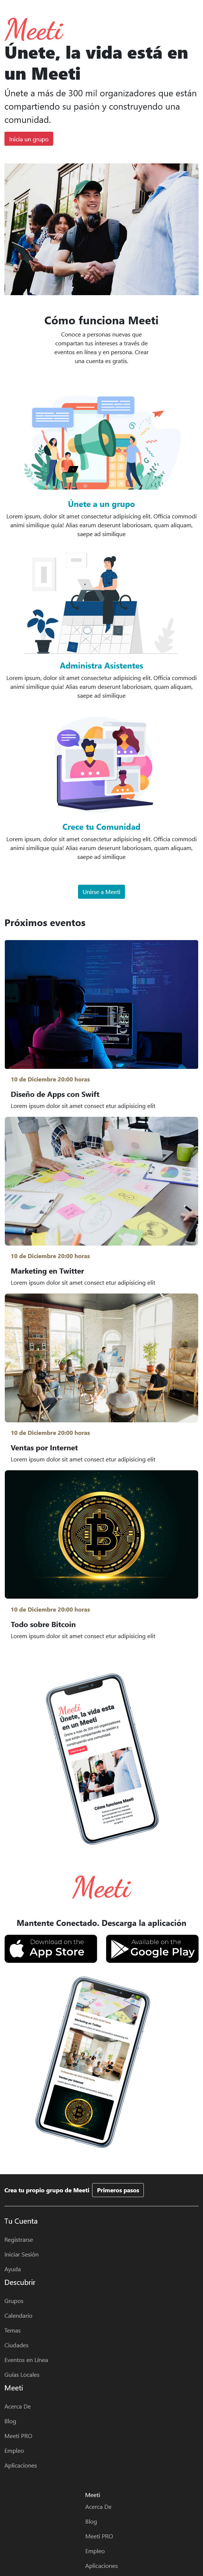 Meeti
Únete, la vida está en
un Meeti
Únete a más de 300 mil organizadores que están
compartiendo su pasión y construyendo una
comunidad.
Inicia un grupo
Cómo funciona Meeti
Conoce a personas nuevas que
compartan tus intereses a través de
eventos en línea y en persona. Crear
una cuenta es gratis.
Únete a un grupo
Lorem ipsum, dolor sit amet consectetur adipisicing elit. Officia commodi
animi similique quia! Alias earum deserunt laboriosam, quam aliquam,
saepe ad similique
Administra Asistentes
Lorem ipsum, dolor sit amet consectetur adipisicing elit. Officia commodi
animi similique quia! Alias earum deserunt laboriosam, quam aliquam,
saepe ad similique
Crece tu Comunidad
Lorem ipsum, dolor sit amet consectetur adipisicing elit. Officia commodi
animi similique quia! Alias earum deserunt laboriosam, quam aliquam,
saepe ad similique
Unirse a Meeti
Próximos eventos
10 de Diciembre 20:00 horas
Diseño de Apps con Swift
Lorem ipsum dolor sit amet consect etur adipisicing elit
10 de Diciembre 20:00 horas
Marketing en Twitter
Lorem ipsum dolor sit amet consect etur adipisicing elit
10 de Diciembre 20:00 horas
Ventas por Internet
Lorem ipsum dolor sit amet consect etur adipisicing elit
10 de Diciembre 20:00 horas
Todo sobre Bitcoin
Lorem ipsum dolor sit amet consect etur adipisicing elit
Meeti
Únete, la vida esta
en un Meeti
Cómo funciona Meeti
Meeti
Mantente Conectado. Descarga la aplicación
Download on the
App Store
Available on the
Google Play
Marketing en Twitter
Ventas por Internet
Crea tu propio grupo de Meeti
Primeros pasos
Tu Cuenta
Registrarse
Iniciar Sesión
Ayuda
Descubrir
Grupos
Calendario
Temas
Ciudades
Eventos en Línea
Guías Locales
Meeti
Acerca De
Blog
Meeti PRO
Empleo
Aplicaciones
Meeti
Acerca De
Blog
Meeti PRO
Empleo
Aplicaciones